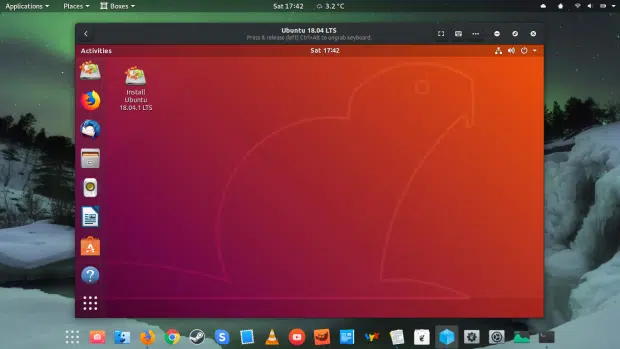 Applications Places Boxes Sat 17:42 3.2 °C
Ubuntu 18.04 LTS
Press & release (left) Ctrl+Alt to ungrab keyboard.
Activities Sat 17:42
Install
Ubuntu
18.04.1 LTS